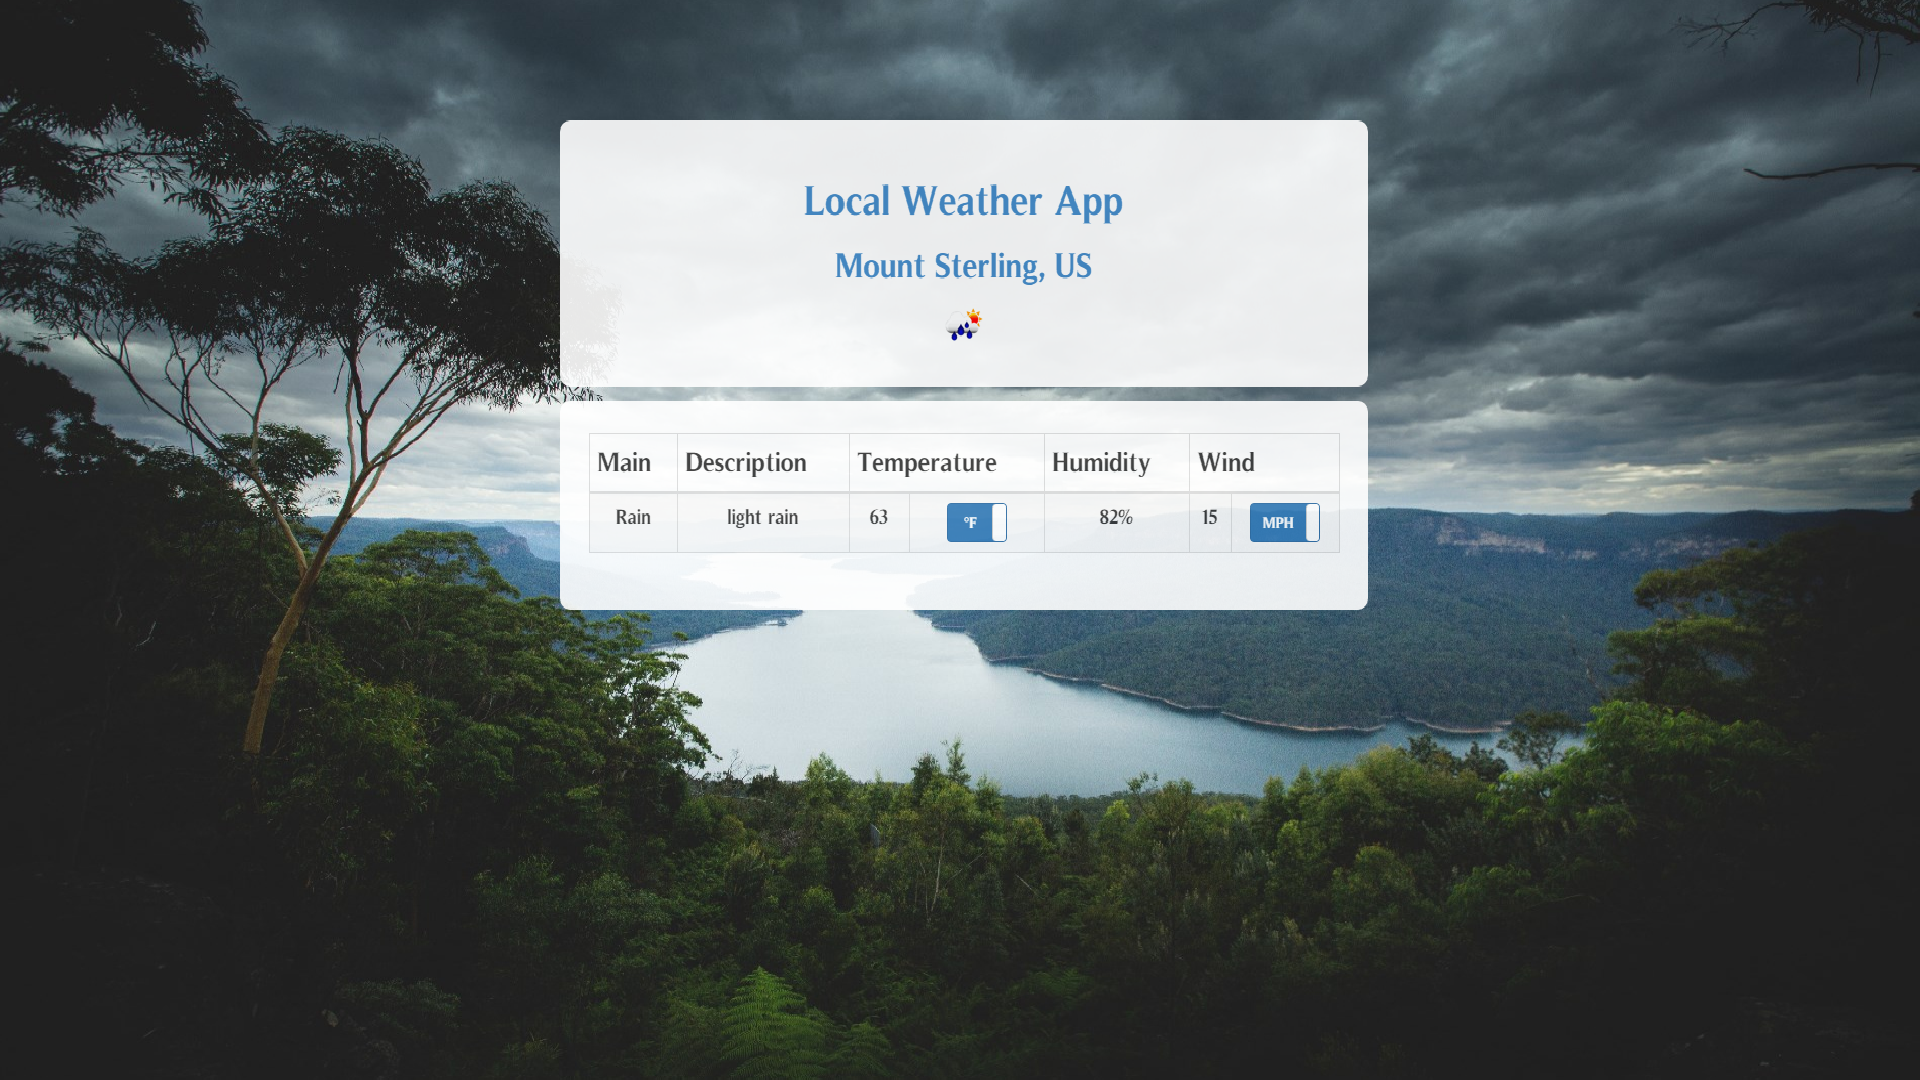 Local Weather App
Mount Sterling, US
Main Description Temperature Humidity Wind
Rain light rain 63 °F 82% 15 MPH